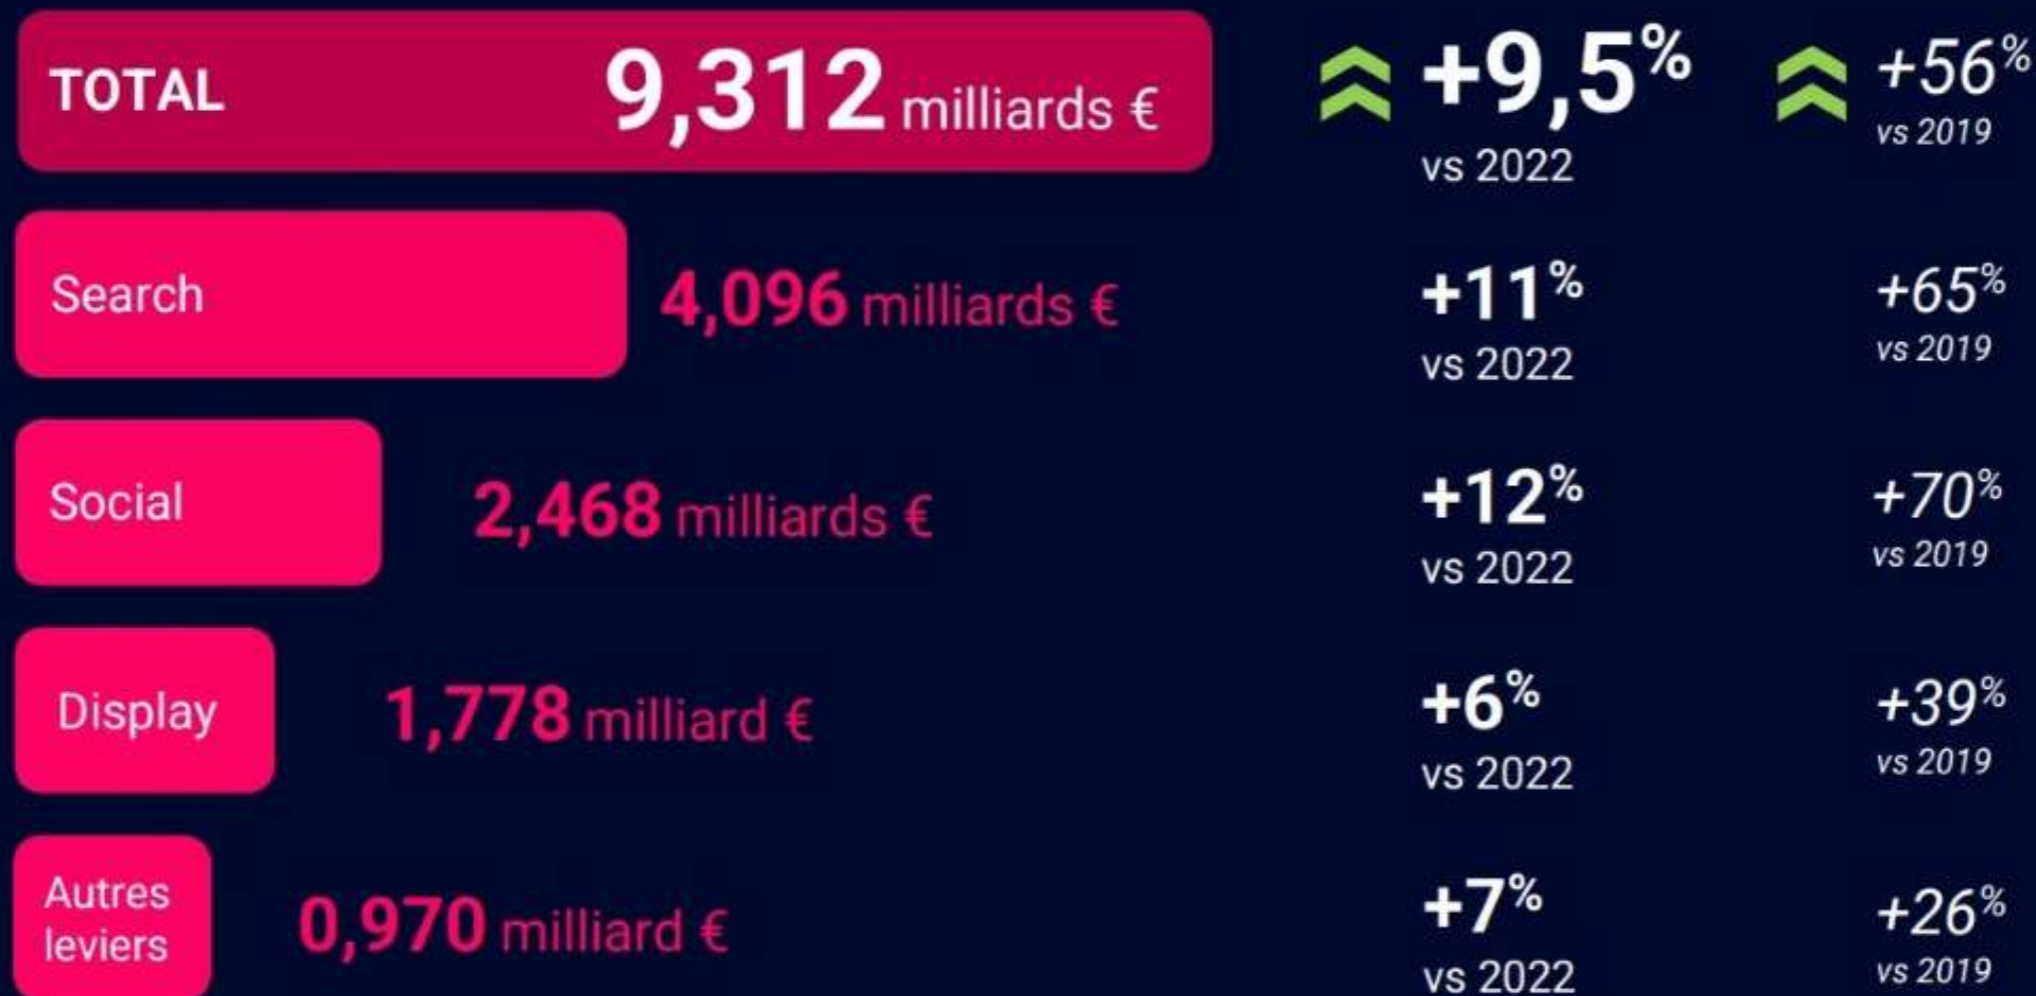 TOTAL 9,312 milliards € +9,5% +56%
vs 2022 vs 2019
Search 4,096 milliards € +11% +65%
vs 2022 vs 2019
Social 2,468 milliards € +12% +70%
vs 2022 vs 2019
Display 1,778 milliard € +6% +39%
vs 2022 vs 2019
Autres
leviers 0,970 milliard € +7% +26%
vs 2022 vs 2019